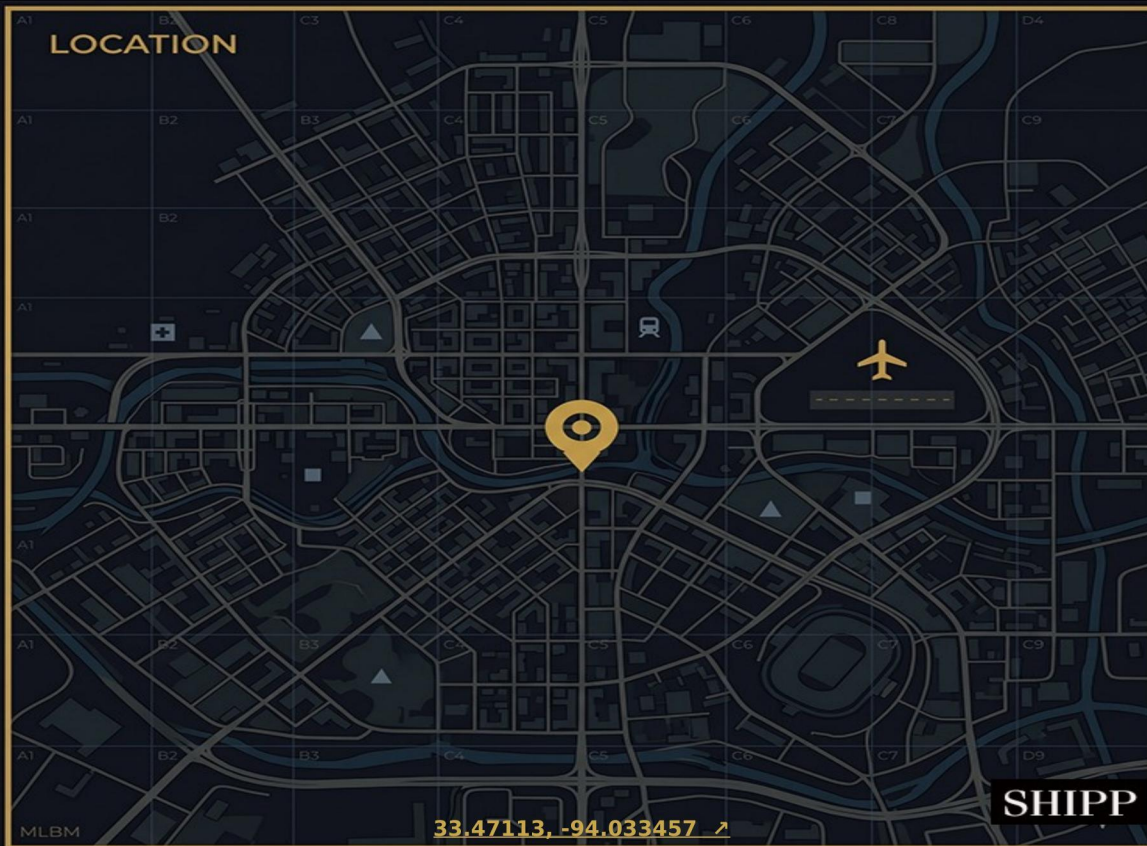 A1 B2 C3 C4 C5 C6 C8 D4
LOCATION
A1 B2 B3 C4 C5 C6 C7 C9
A1 B2
A1
A1
A1 B2 B3 C4 C5 C6 C7 C9
A1 B2 B3 C4 C5 C6 C7 D9
SHIPP
MLBM
33.47113, -94.033457 ↗